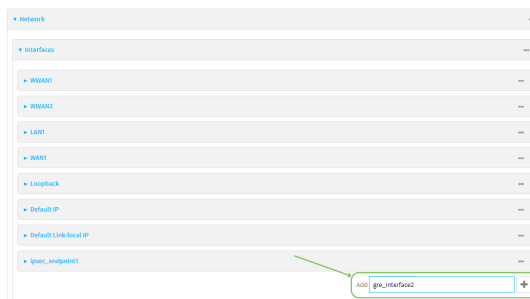 Network
Interfaces
WWAN1
WWAN2
LAN1
WAN1
Loopback
Default IP
Default Link-local IP
ipsec_endpoint1
Add gre_interface2